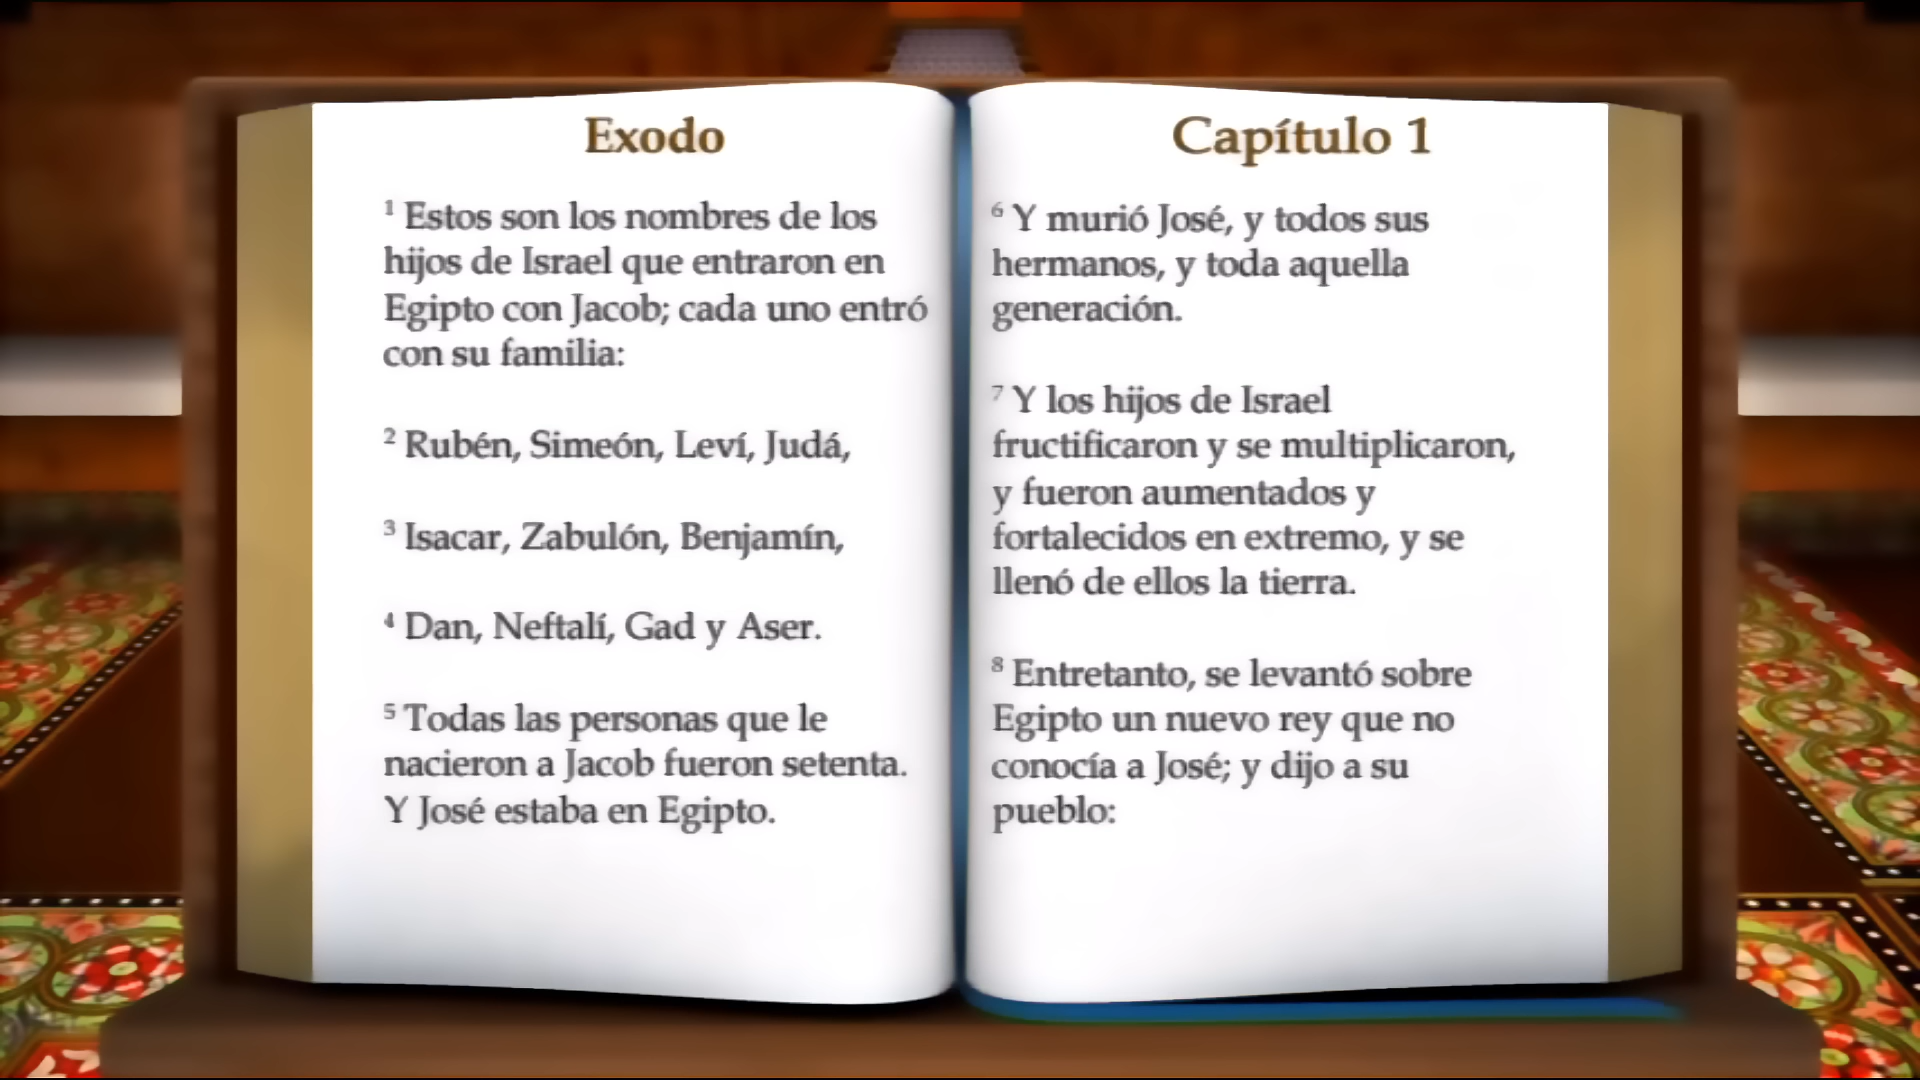 Exodo
¹ Estos son los nombres de los
hijos de Israel que entraron en
Egipto con Jacob; cada uno entró
con su familia:
² Rubén, Simeón, Leví, Judá,
³ Isacar, Zabulón, Benjamín,
⁴ Dan, Neftalí, Gad y Aser.
⁵ Todas las personas que le
nacieron a Jacob fueron setenta.
Y José estaba en Egipto.
Capítulo 1
⁶ Y murió José, y todos sus
hermanos, y toda aquella
generación.
⁷ Y los hijos de Israel
fructificaron y se multiplicaron,
y fueron aumentados y
fortalecidos en extremo, y se
llenó de ellos la tierra.
⁸ Entretanto, se levantó sobre
Egipto un nuevo rey que no
conocía a José; y dijo a su
pueblo: